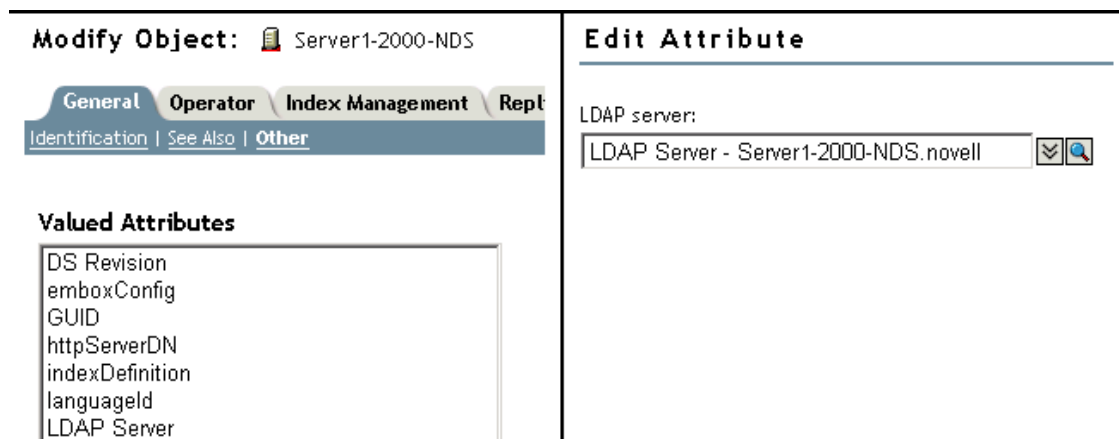 Modify Object: Server1-2000-NDS
General Operator Index Management Repl
Identification | See Also | Other
Valued Attributes
DS Revision
emboxConfig
GUID
httpServerDN
indexDefinition
languageId
LDAP Server
Edit Attribute
LDAP server:
LDAP Server - Server1-2000-NDS.novell